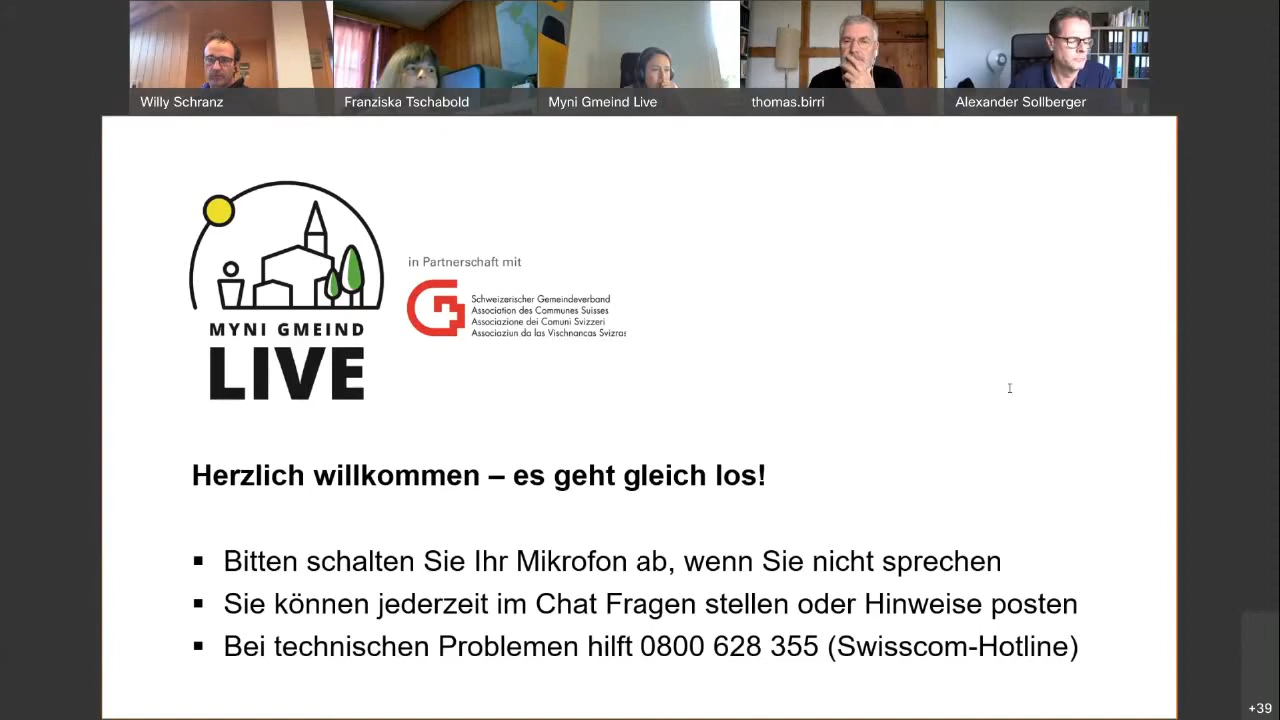 Willy Schranz
Franziska Tschabold
Myni Gmeind Live
thomas.birri
Alexander Sollberger
in Partnerschaft mit
Schweizerischer Gemeindeverband
Association des Communes Suisses
Associazione dei Comuni Svizzeri
Associaziun da las Vischnancas Svizras
MYNI GMEIND
LIVE
Herzlich willkommen – es geht gleich los!
▪ Bitten schalten Sie Ihr Mikrofon ab, wenn Sie nicht sprechen
▪ Sie können jederzeit im Chat Fragen stellen oder Hinweise posten
▪ Bei technischen Problemen hilft 0800 628 355 (Swisscom-Hotline)
+39